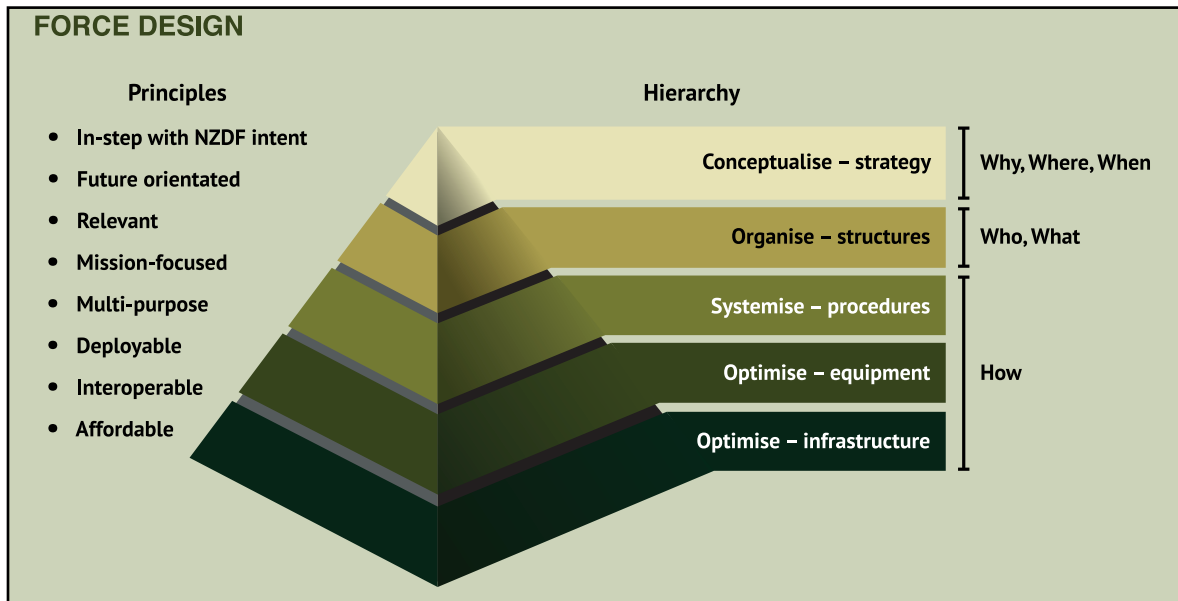 FORCE DESIGN
Principles
• In-step with NZDF intent
• Future orientated
• Relevant
• Mission-focused
• Multi-purpose
• Deployable
• Interoperable
• Affordable
Hierarchy
Conceptualise – strategy
Why, Where, When
Organise – structures
Who, What
Systemise – procedures
Optimise – equipment
How
Optimise – infrastructure